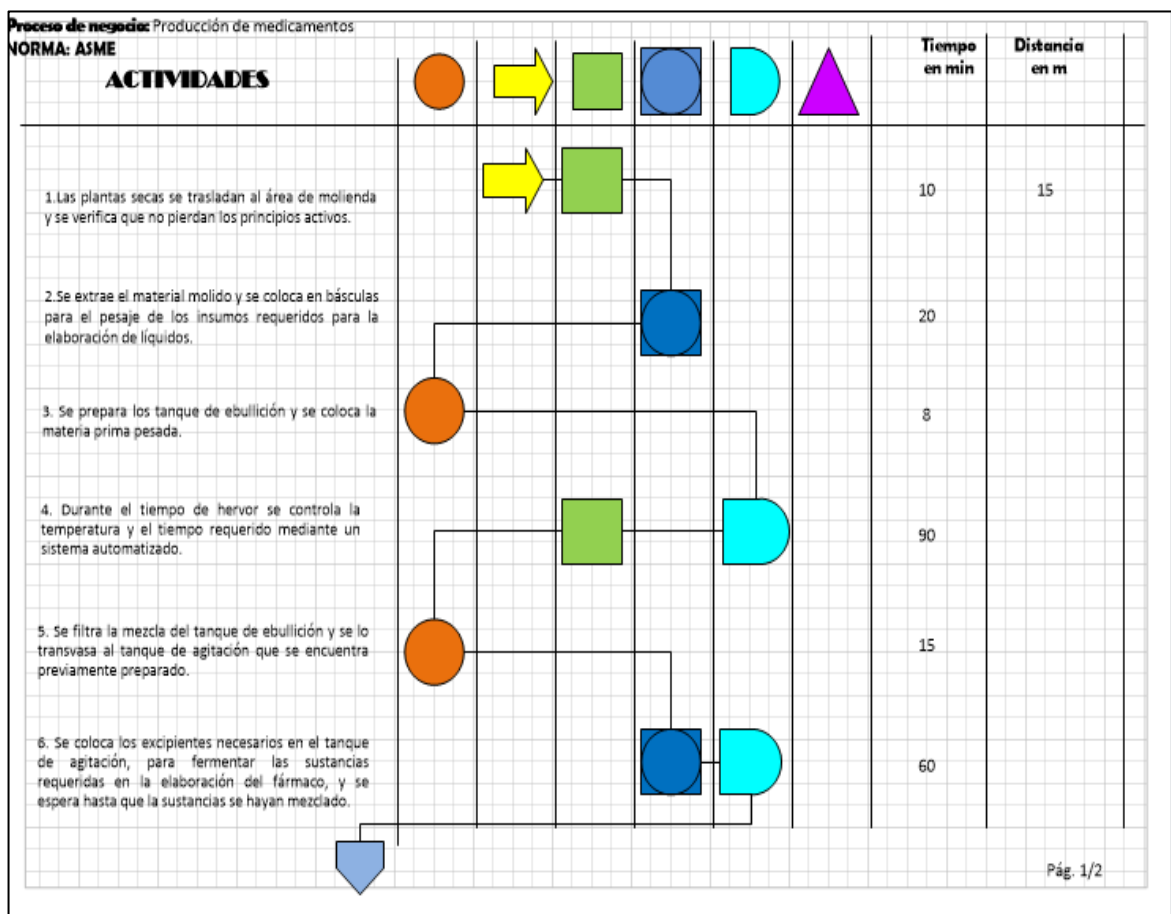 Proceso de negocio: Producción de medicamentos
NORMA: ASME
ACTIVIDADES
Tiempo
en min
Distancia
en m
1.Las plantas secas se trasladan al área de molienda
y se verifica que no pierdan los principios activos.
10
15
2.Se extrae el material molido y se coloca en básculas
para el pesaje de los insumos requeridos para la
elaboración de líquidos.
20
3. Se prepara los tanque de ebullición y se coloca la
materia prima pesada.
8
4. Durante el tiempo de hervor se controla la
temperatura y el tiempo requerido mediante un
sistema automatizado.
90
5. Se filtra la mezcla del tanque de ebullición y se lo
transvasa al tanque de agitación que se encuentra
previamente preparado.
15
6. Se coloca los excipientes necesarios en el tanque
de agitación, para fermentar las sustancias
requeridas en la elaboración del fármaco, y se
espera hasta que la sustancias se hayan mezclado.
60
Pág. 1/2